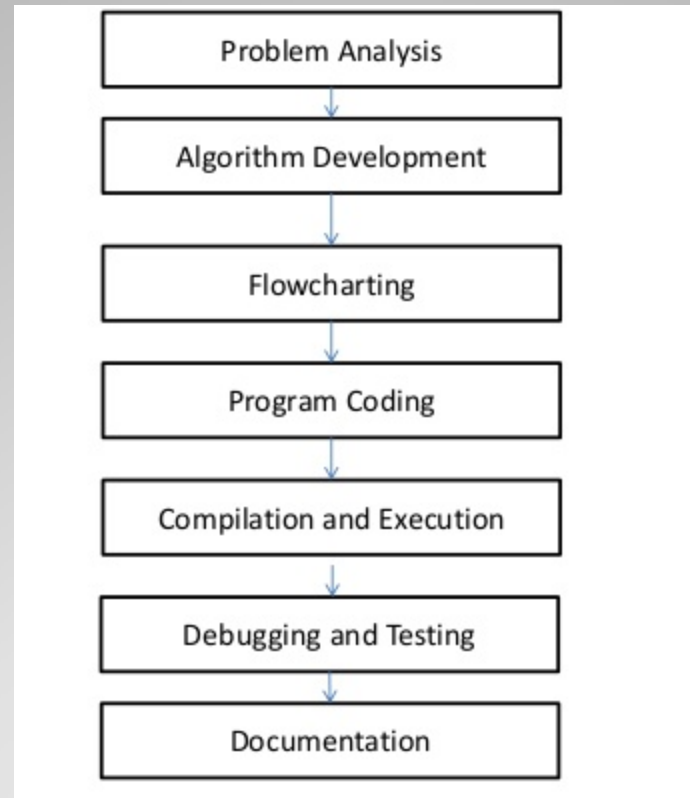 Problem Analysis
Algorithm Development
Flowcharting
Program Coding
Compilation and Execution
Debugging and Testing
Documentation